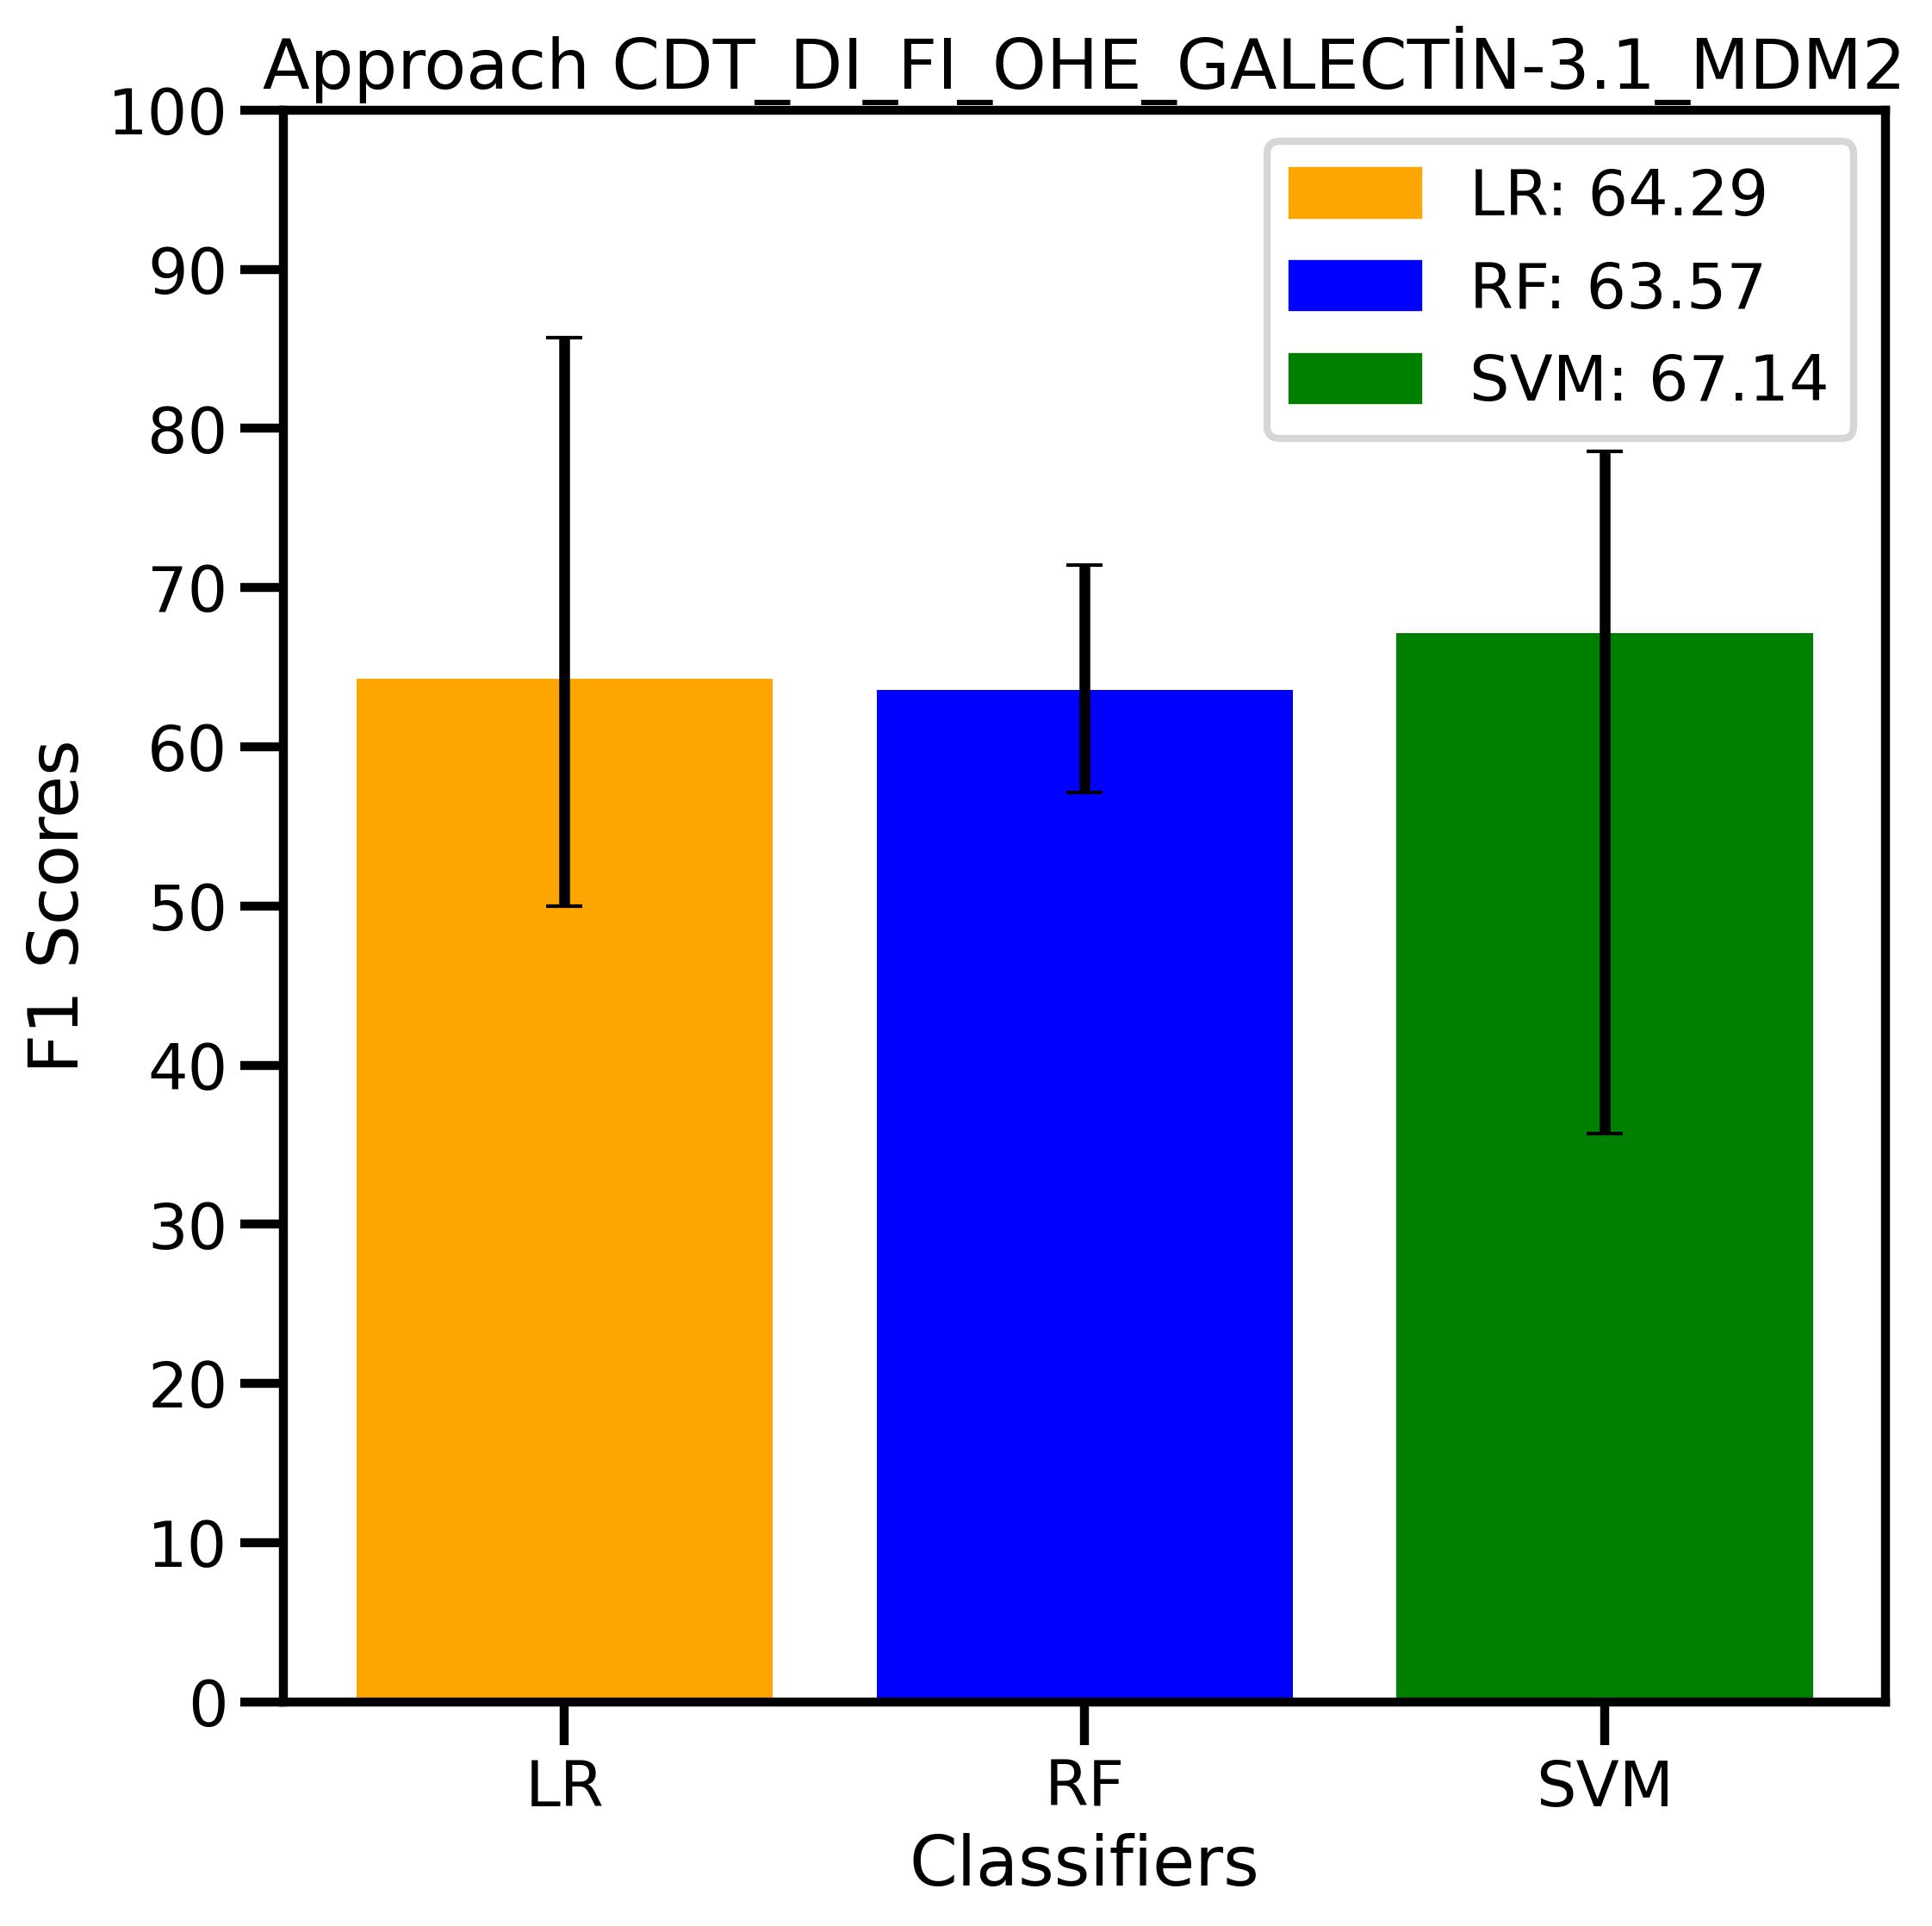 Approach CDT_DI_FI_OHE_GALECTİN-3.1_MDM2
100
90
80
70
60
50
40
30
20
10
0
F1 Scores
LR: 64.29
RF: 63.57
SVM: 67.14
LR RF SVM
Classifiers